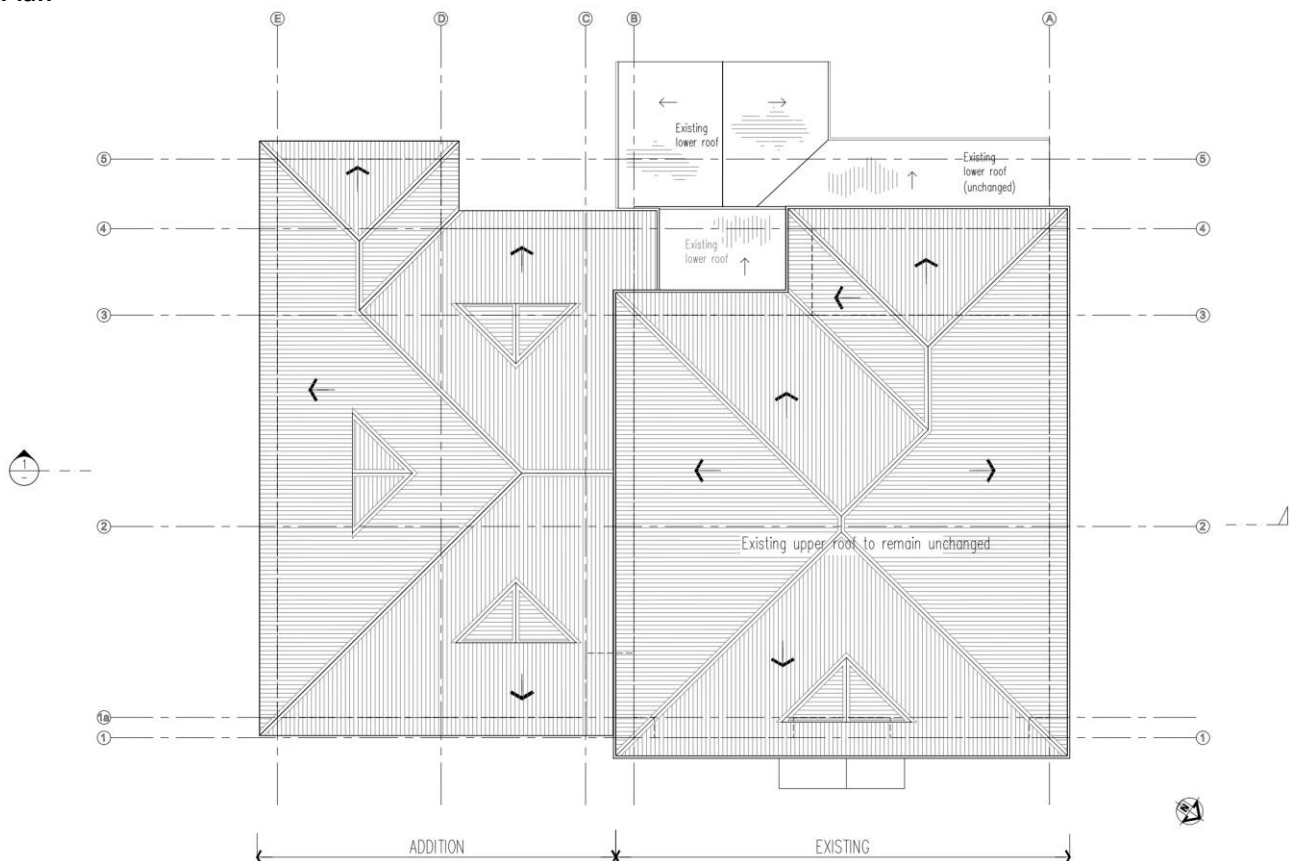 E D C B A
Existing
lower roof
5 Existing 5
lower roof
(unchanged)
4 4
Existing
lower roof
3 3
1
–
2 2
Existing upper roof to remain unchanged
1a
1 1
N
ADDITION EXISTING